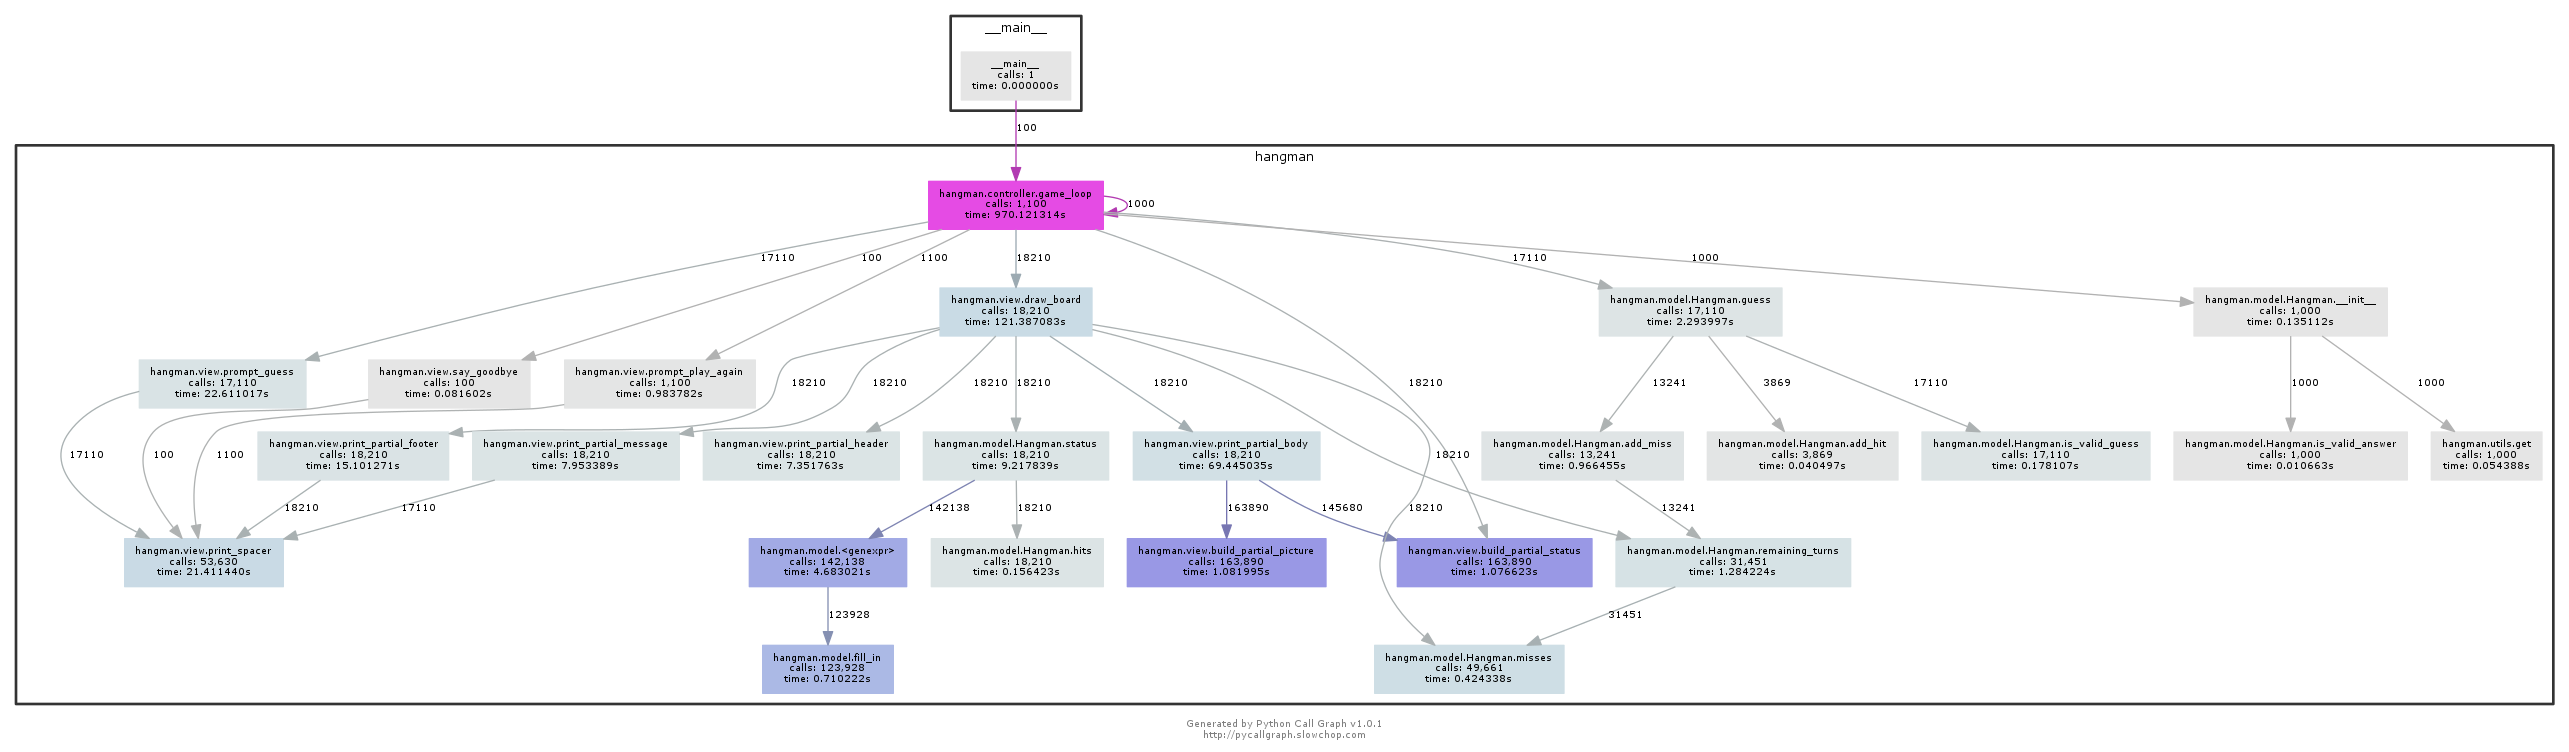 __main__
__main__
calls: 1
time: 0.000000s
100
hangman
hangman.controller.game_loop
calls: 1,100
time: 970.121314s
1000
17110
100
1100
18210
18210
17110
1000
hangman.view.draw_board
calls: 18,210
time: 121.387083s
hangman.model.Hangman.guess
calls: 17,110
time: 2.293997s
hangman.model.Hangman.__init__
calls: 1,000
time: 0.135112s
hangman.view.prompt_guess
calls: 17,110
time: 22.611017s
hangman.view.say_goodbye
calls: 100
time: 0.081602s
hangman.view.prompt_play_again
calls: 1,100
time: 0.983782s
18210
18210
18210
18210
18210
18210
18210
13241
3869
17110
1000
1000
hangman.view.print_partial_footer
calls: 18,210
time: 15.101271s
hangman.view.print_partial_message
calls: 18,210
time: 7.953389s
hangman.view.print_partial_header
calls: 18,210
time: 7.351763s
hangman.model.Hangman.status
calls: 18,210
time: 9.217839s
hangman.view.print_partial_body
calls: 18,210
time: 69.445035s
hangman.model.Hangman.add_miss
calls: 13,241
time: 0.966455s
hangman.model.Hangman.add_hit
calls: 3,869
time: 0.040497s
hangman.model.Hangman.is_valid_guess
calls: 17,110
time: 0.178107s
hangman.model.Hangman.is_valid_answer
calls: 1,000
time: 0.010663s
hangman.utils.get
calls: 1,000
time: 0.054388s
17110
100
1100
18210
17110
142138
18210
163890
145680
13241
hangman.view.print_spacer
calls: 53,630
time: 21.411440s
hangman.model.<genexpr>
calls: 142,138
time: 4.683021s
hangman.model.Hangman.hits
calls: 18,210
time: 0.156423s
hangman.view.build_partial_picture
calls: 163,890
time: 1.081995s
hangman.view.build_partial_status
calls: 163,890
time: 1.076623s
hangman.model.Hangman.remaining_turns
calls: 31,451
time: 1.284224s
123928
31451
hangman.model.fill_in
calls: 123,928
time: 0.710222s
hangman.model.Hangman.misses
calls: 49,661
time: 0.424338s
Generated by Python Call Graph v1.0.1
http://pycallgraph.slowchop.com